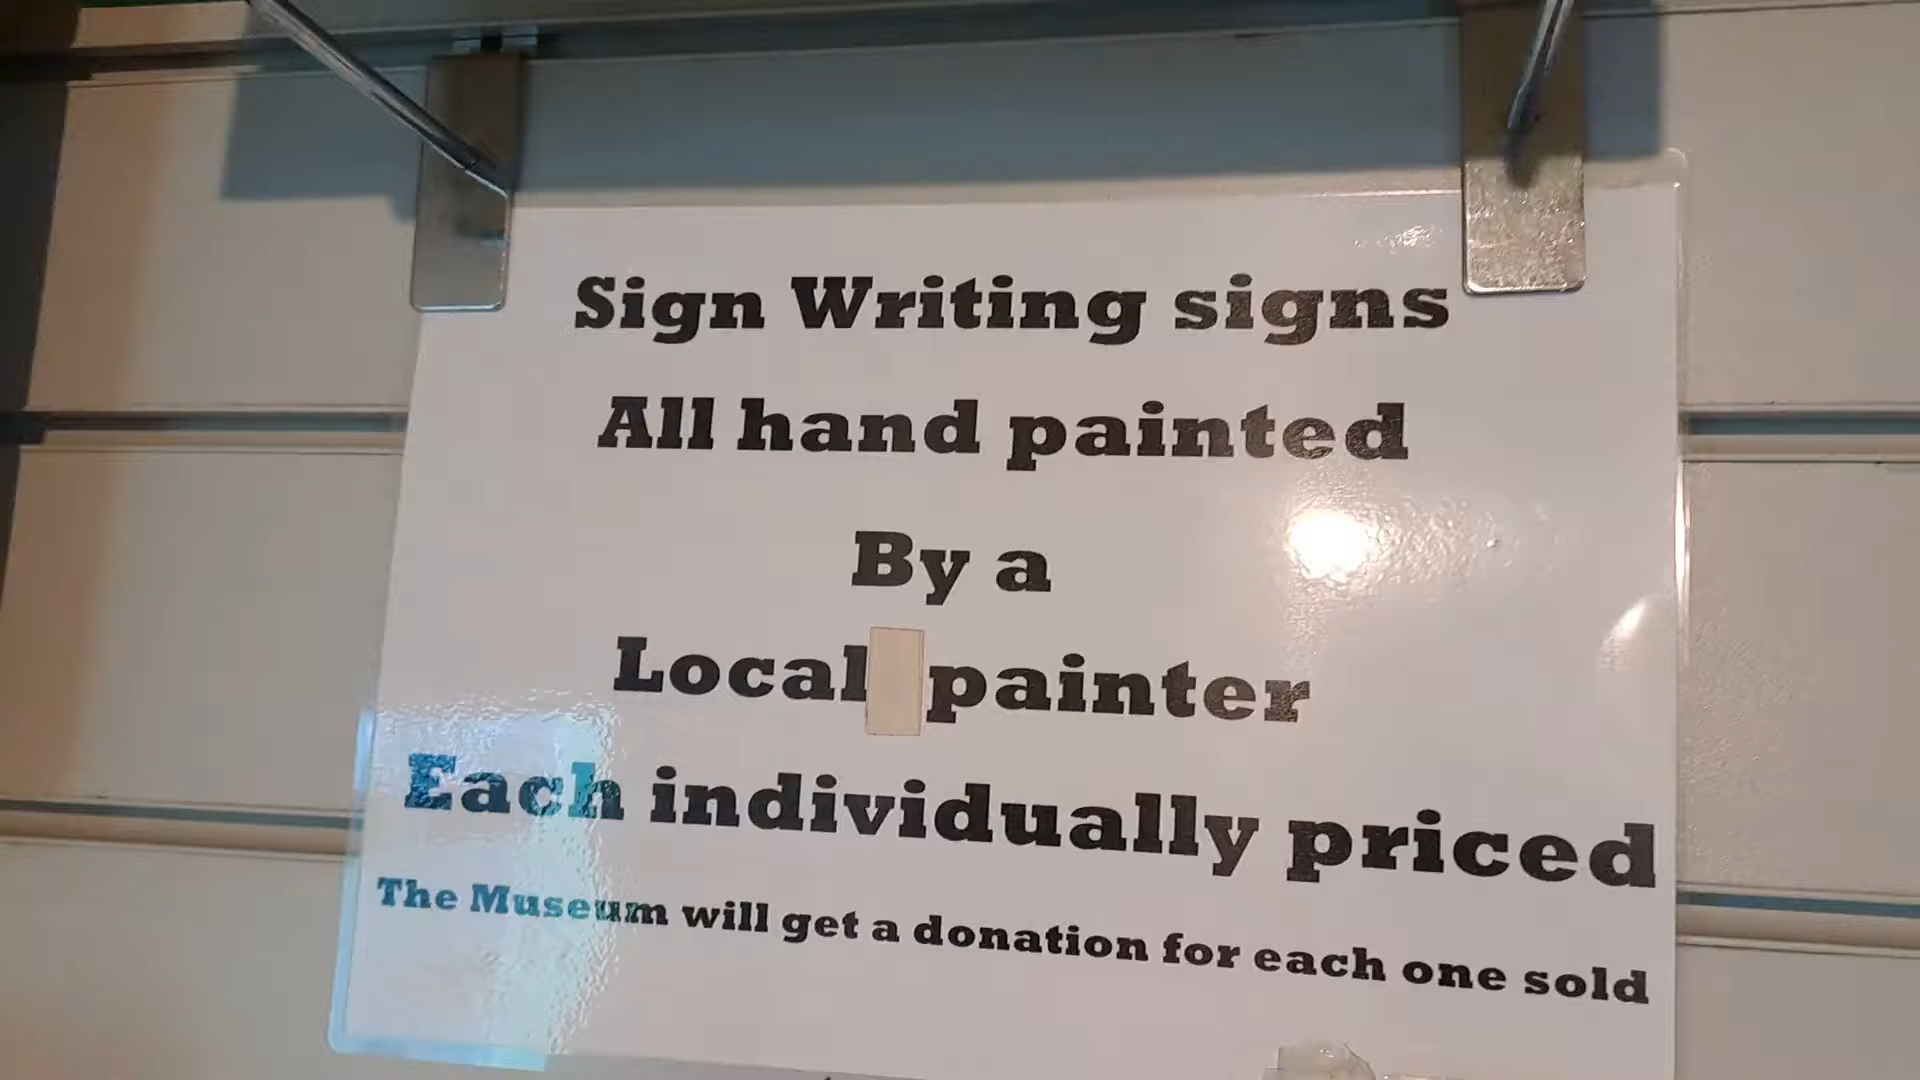 Sign Writing signs
All hand painted
By a
Local painter
Each individually priced
The Museum will get a donation for each one sold